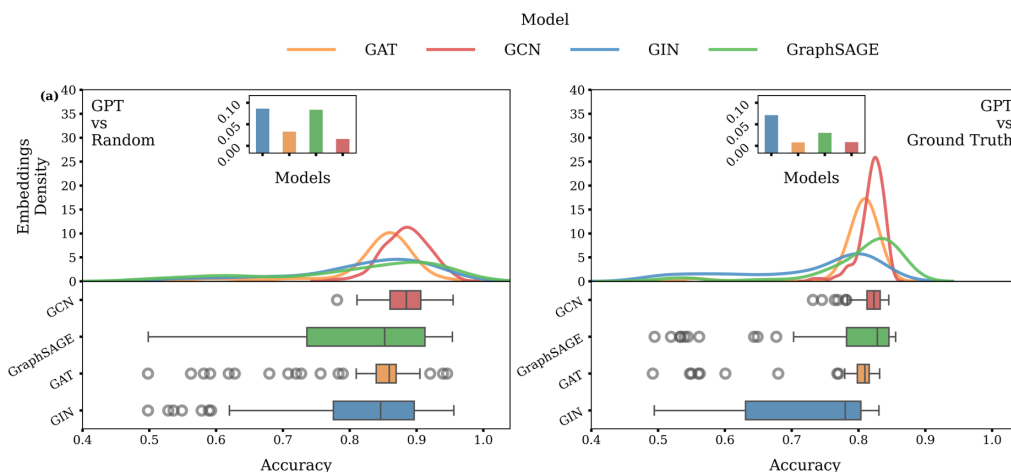 Model
GAT GCN GIN GraphSAGE
(a)
GPT
vs
Random
GPT
vs
Ground Truth
Embeddings
Density
40
35
30
25
20
15
10
5
0
0.10
0.05
0.00
Models
GCN
GraphSAGE
GAT
GIN
0.4 0.5 0.6 0.7 0.8 0.9 1.0
Accuracy
40
35
30
25
20
15
10
5
0
0.10
0.05
0.00
Models
GCN
GraphSAGE
GAT
GIN
0.4 0.5 0.6 0.7 0.8 0.9 1.0
Accuracy